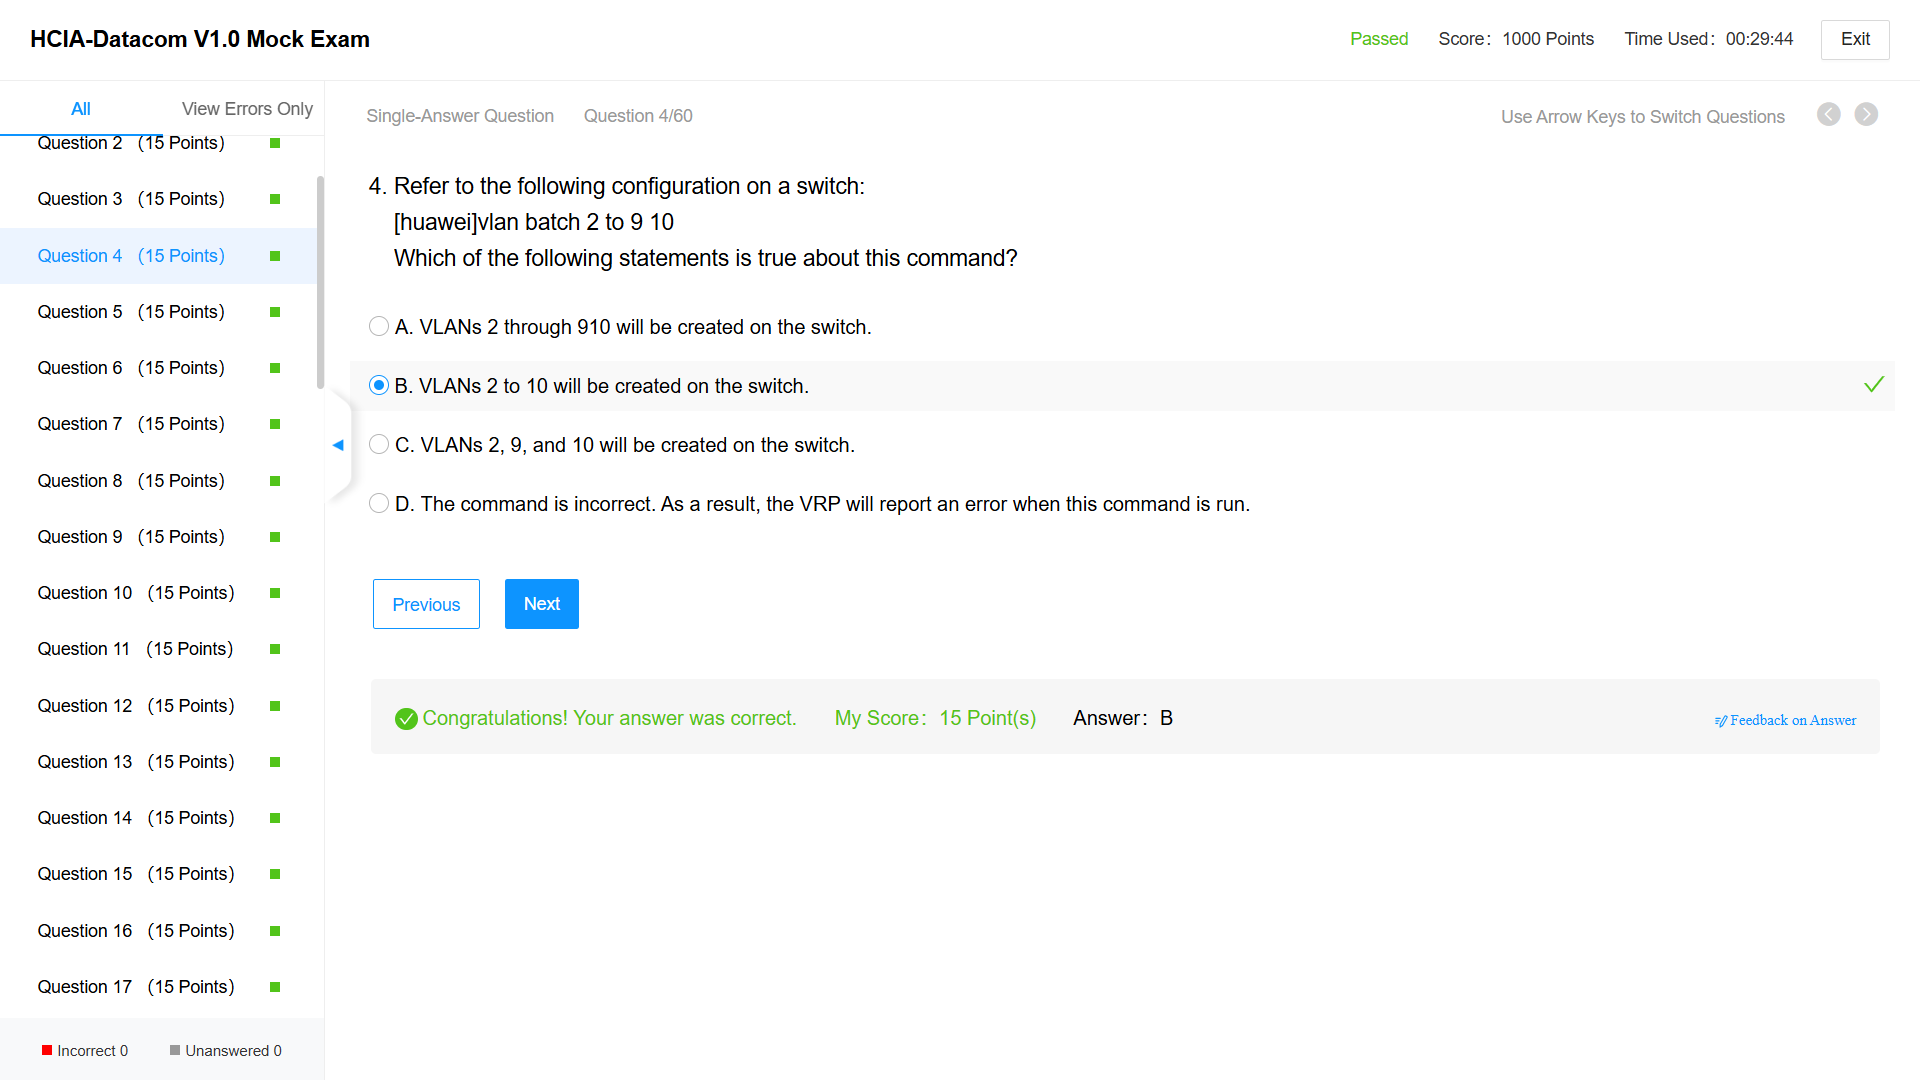 HCIA-Datacom V1.0 Mock Exam
Passed Score: 1000 Points Time Used: 00:29:44 Exit
All View Errors Only
Question 2 (15 Points)
Question 3 (15 Points)
Question 4 (15 Points)
Question 5 (15 Points)
Question 6 (15 Points)
Question 7 (15 Points)
Question 8 (15 Points)
Question 9 (15 Points)
Question 10 (15 Points)
Question 11 (15 Points)
Question 12 (15 Points)
Question 13 (15 Points)
Question 14 (15 Points)
Question 15 (15 Points)
Question 16 (15 Points)
Question 17 (15 Points)
Incorrect 0 Unanswered 0
Single-Answer Question Question 4/60 Use Arrow Keys to Switch Questions
4. Refer to the following configuration on a switch:
[huawei]vlan batch 2 to 9 10
Which of the following statements is true about this command?
A. VLANs 2 through 910 will be created on the switch.
B. VLANs 2 to 10 will be created on the switch.
C. VLANs 2, 9, and 10 will be created on the switch.
D. The command is incorrect. As a result, the VRP will report an error when this command is run.
Previous Next
Congratulations! Your answer was correct. My Score: 15 Point(s) Answer: B Feedback on Answer